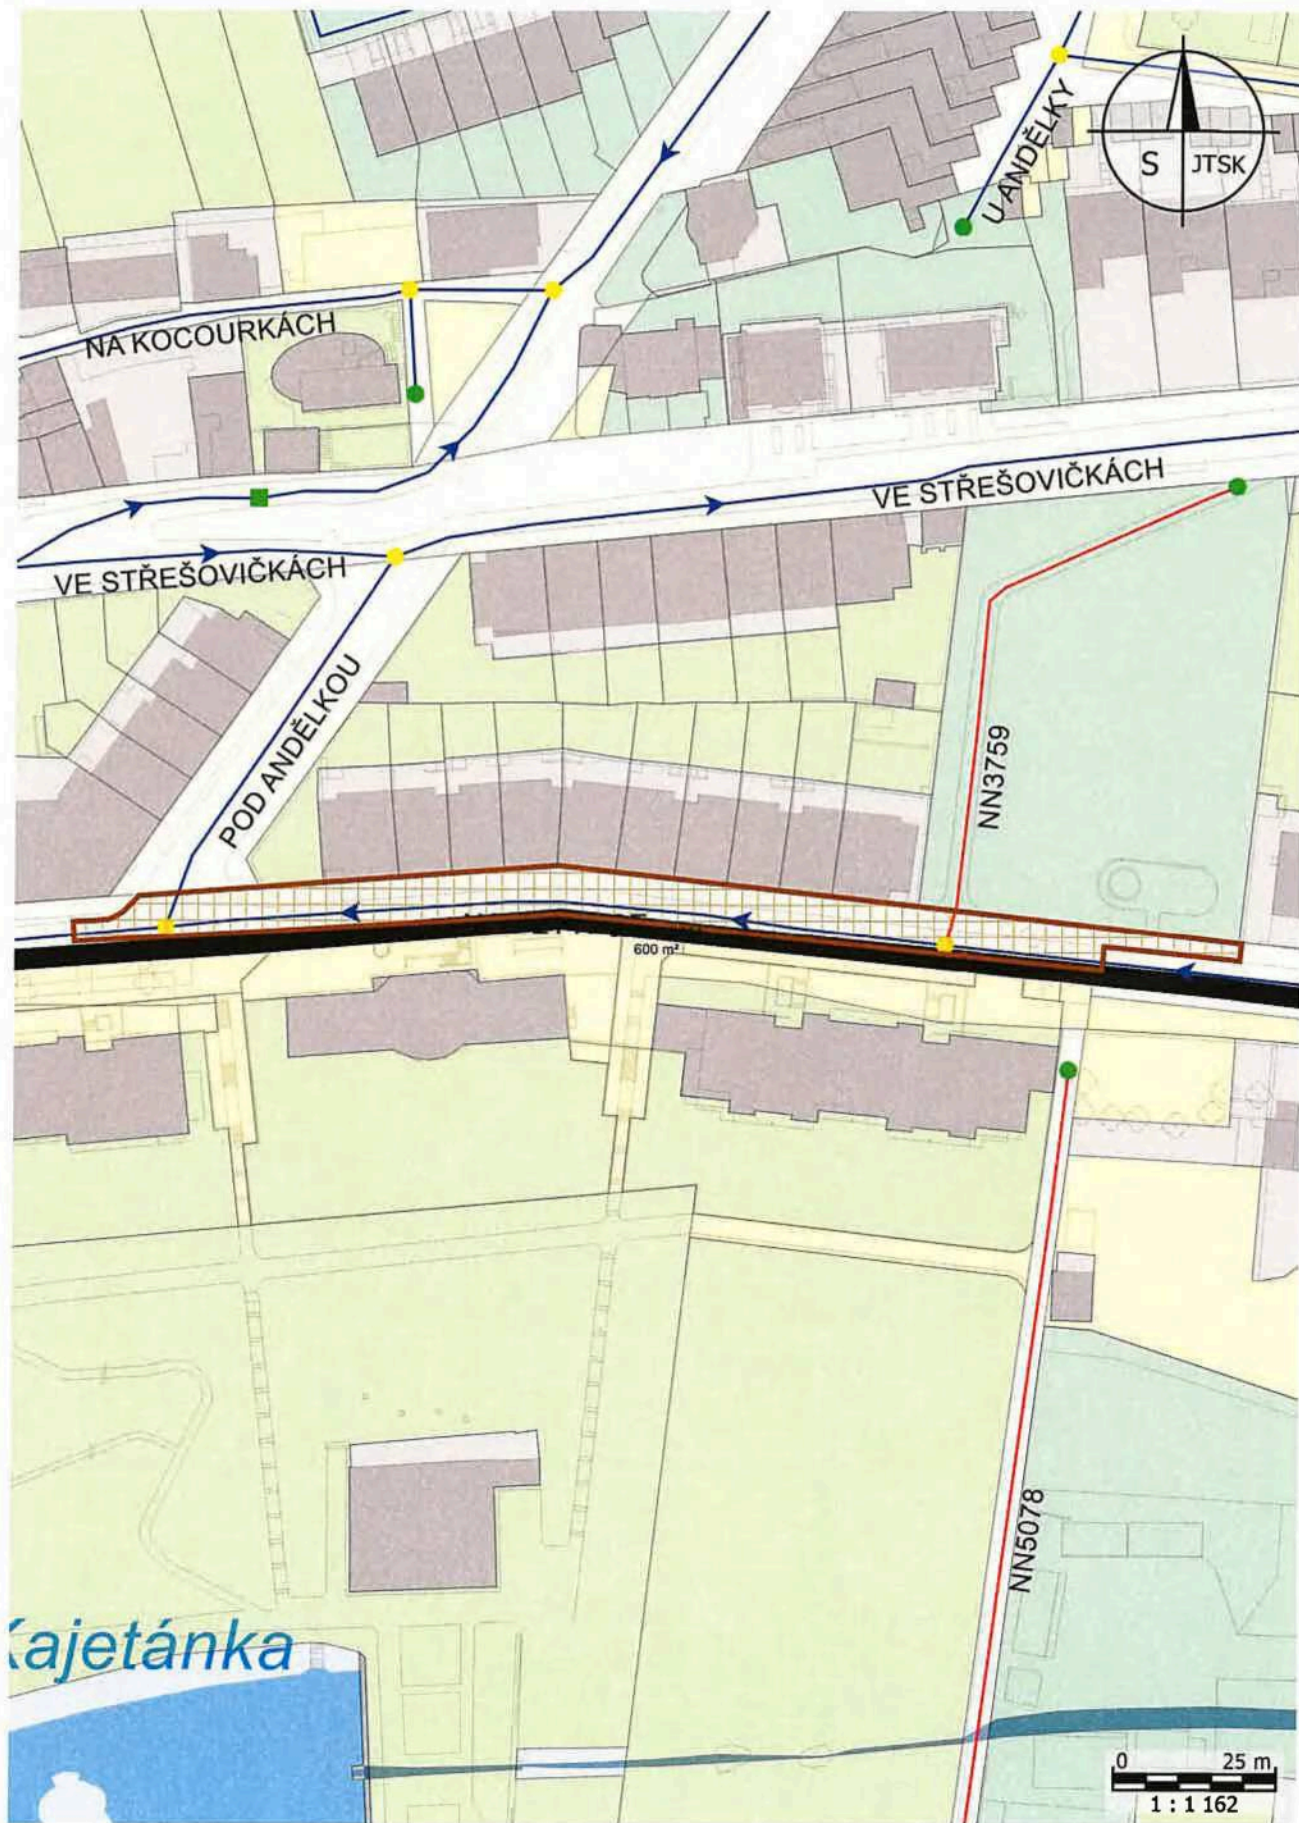 U ANDĚLKY
S
JTSK
NA KOCOURKÁCH
VE STŘEŠOVIČKÁCH
VE STŘEŠOVIČKÁCH
POD ANDĚLKOU
NN3759
600 m²
NN5078
Kajetánka
0
25 m
1 : 1 162